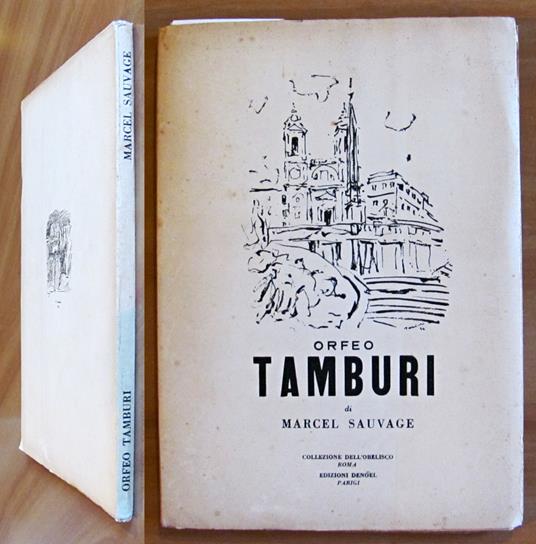 MARCEL SAUVAGE
ORFEO TAMBURI
ORFEO
TAMBURI
di
MARCEL SAUVAGE
COLLEZIONE DELL'OBELISCO
ROMA
EDIZIONI DENOËL
PARIGI